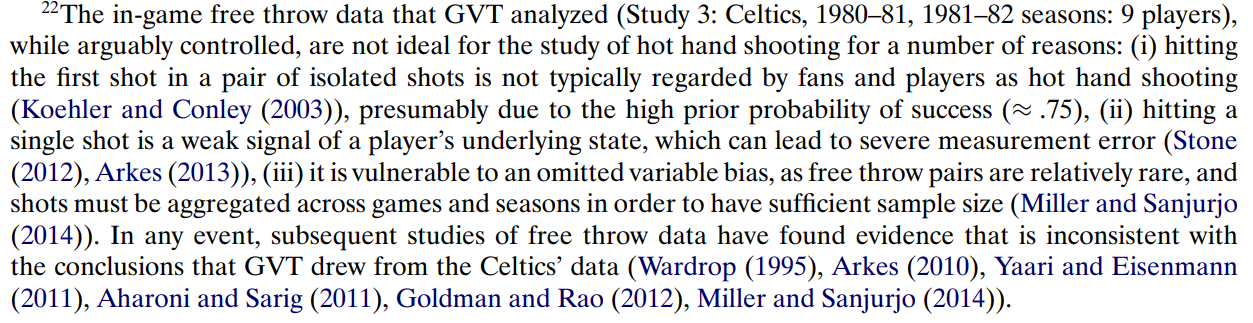 ²²The in-game free throw data that GVT analyzed (Study 3: Celtics, 1980–81, 1981–82 seasons: 9 players),
while arguably controlled, are not ideal for the study of hot hand shooting for a number of reasons: (i) hitting
the first shot in a pair of isolated shots is not typically regarded by fans and players as hot hand shooting
(Koehler and Conley (2003)), presumably due to the high prior probability of success (≈ .75), (ii) hitting a
single shot is a weak signal of a player’s underlying state, which can lead to severe measurement error (Stone
(2012), Arkes (2013)), (iii) it is vulnerable to an omitted variable bias, as free throw pairs are relatively rare, and
shots must be aggregated across games and seasons in order to have sufficient sample size (Miller and Sanjurjo
(2014)). In any event, subsequent studies of free throw data have found evidence that is inconsistent with
the conclusions that GVT drew from the Celtics’ data (Wardrop (1995), Arkes (2010), Yaari and Eisenmann
(2011), Aharoni and Sarig (2011), Goldman and Rao (2012), Miller and Sanjurjo (2014)).